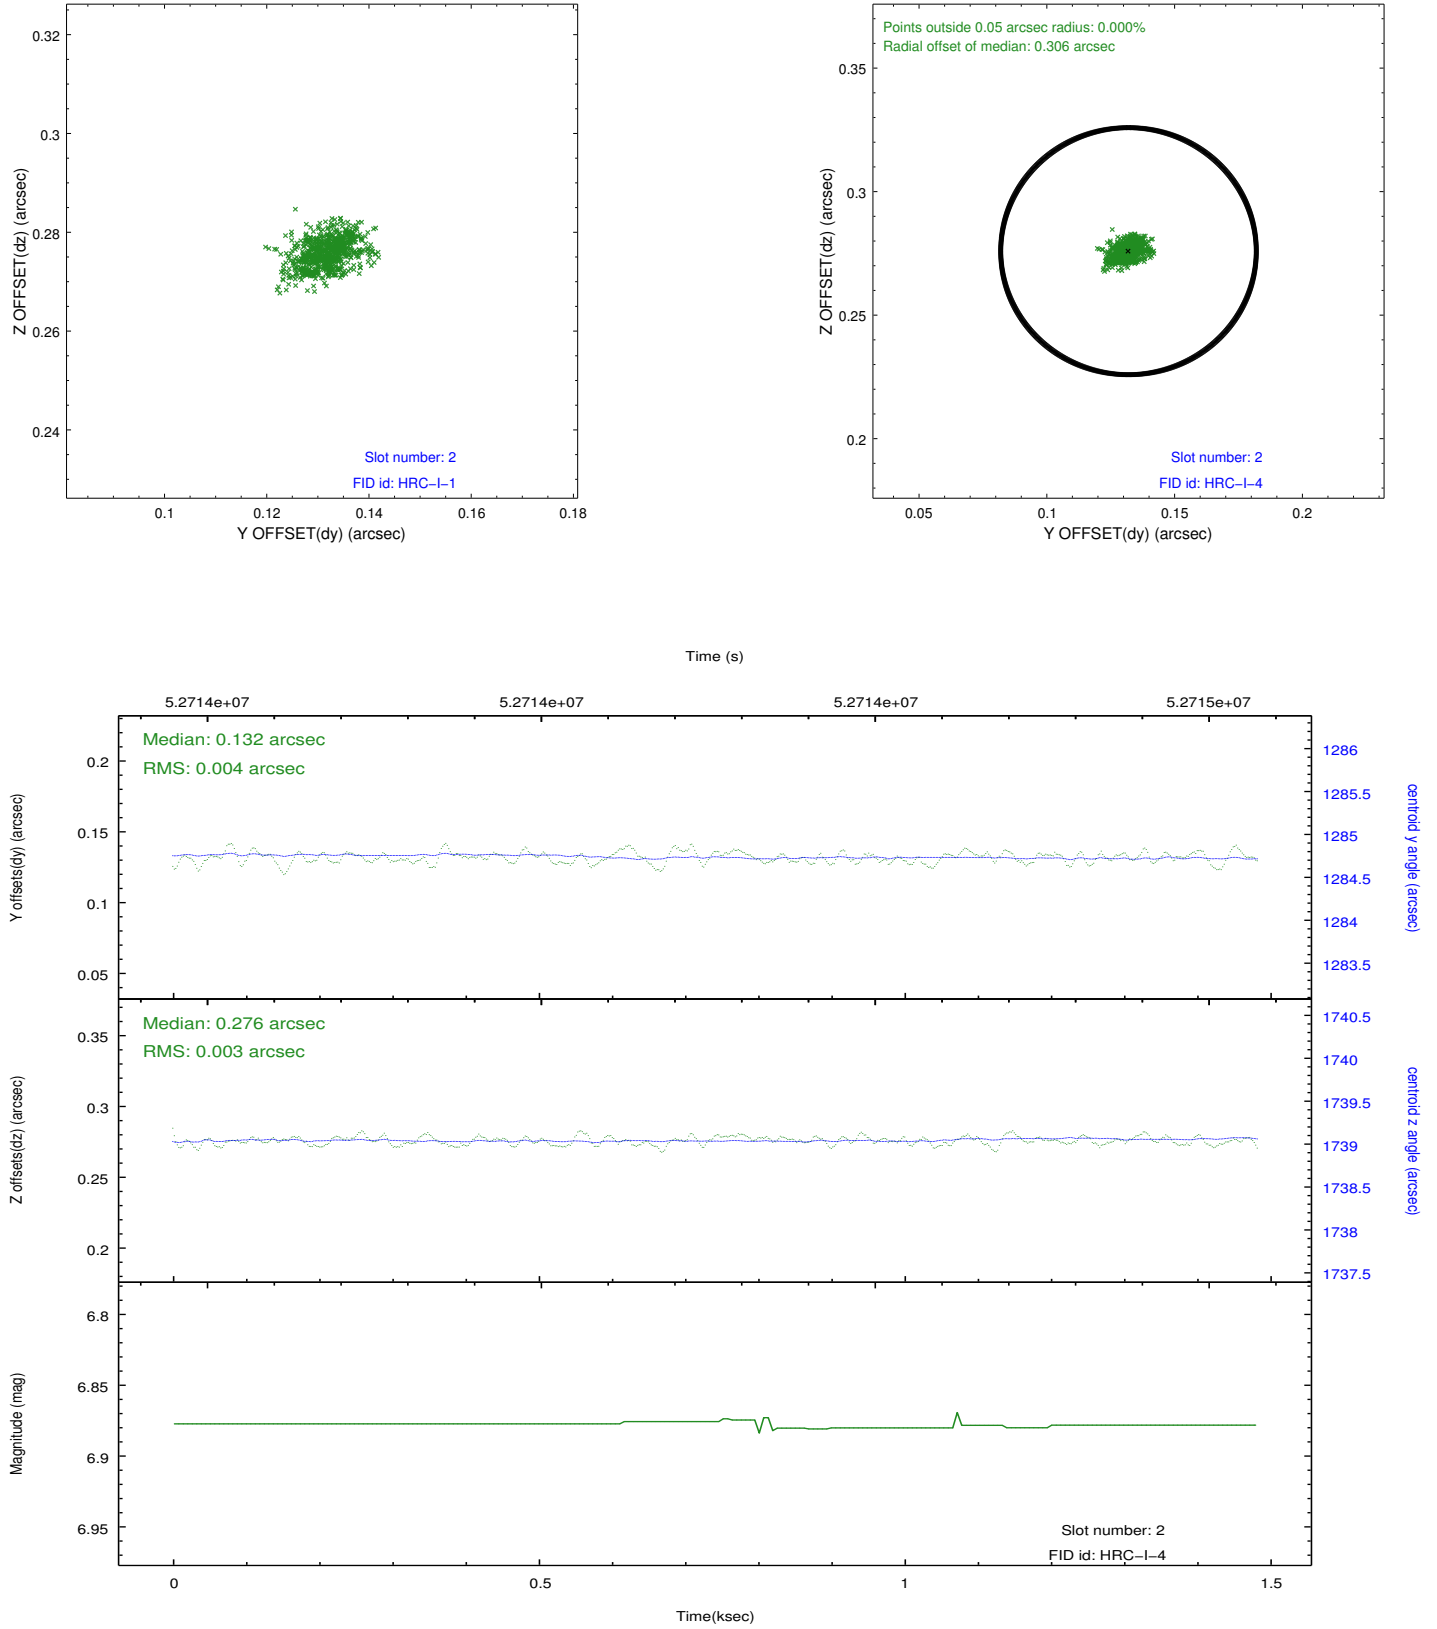 0.32
0.3
0.28
0.26
0.24
Z OFFSET(dz) (arcsec)
Slot number: 2
FID id: HRC-I-1
0.1
0.12
0.14
0.16
0.18
Y OFFSET(dy) (arcsec)
Points outside 0.05 arcsec radius: 0.000%
Radial offset of median: 0.306 arcsec
0.35
0.3
0.25
0.2
Z OFFSET(dz) (arcsec)
Slot number: 2
FID id: HRC-I-4
0.05
0.1
0.15
0.2
Y OFFSET(dy) (arcsec)
Time (s)
5.2714e+07
5.2714e+07
5.2714e+07
5.2715e+07
Median: 0.132 arcsec
RMS: 0.004 arcsec
0.2
0.15
0.1
0.05
Y offsets(dy) (arcsec)
1286
1285.5
1285
1284.5
1284
1283.5
centroid y angle (arcsec)
Median: 0.276 arcsec
RMS: 0.003 arcsec
0.35
0.3
0.25
0.2
Z offsets(dz) (arcsec)
1740.5
1740
1739.5
1739
1738.5
1738
1737.5
centroid z angle (arcsec)
6.8
6.85
6.9
6.95
Magnitude (mag)
Slot number: 2
FID id: HRC-I-4
0
0.5
1
1.5
Time(ksec)